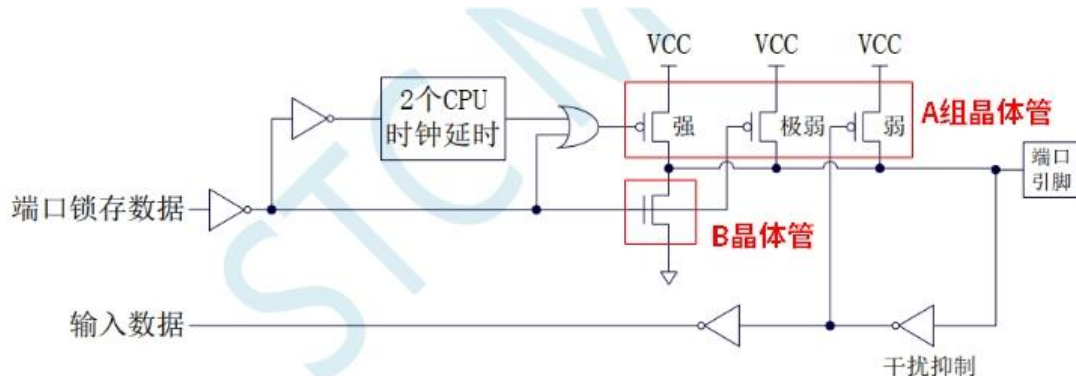 VCC
VCC
VCC
2个CPU
时钟延时
强
极弱
弱
A组晶体管
端口
引脚
端口锁存数据
B晶体管
输入数据
干扰抑制
STCM